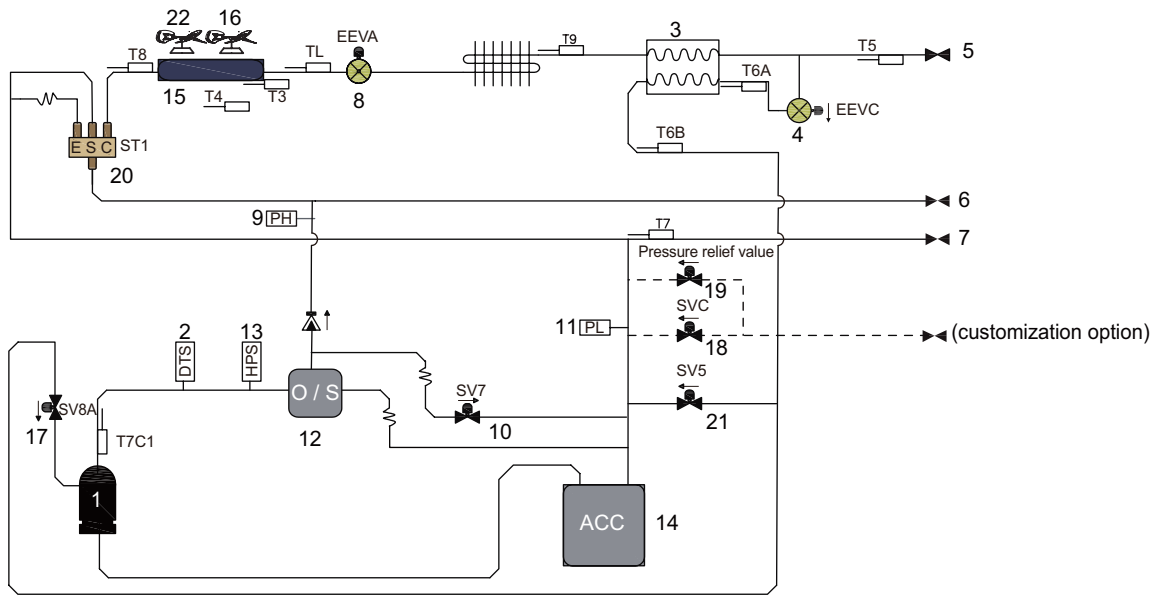 22 16
3
T8
TL
EEVA
T9
T5
5
15
T4
T3
8
T6A
4
EEVC
E S C
ST1
20
T6B
6
9
PH
T7
7
Pressure relief value
19
2
13
DTS
HPS
11
PL
SVC
18
(customization option)
O / S
SV7
SV5
SV8A
17
T7C1
12
10
21
1
ACC
14